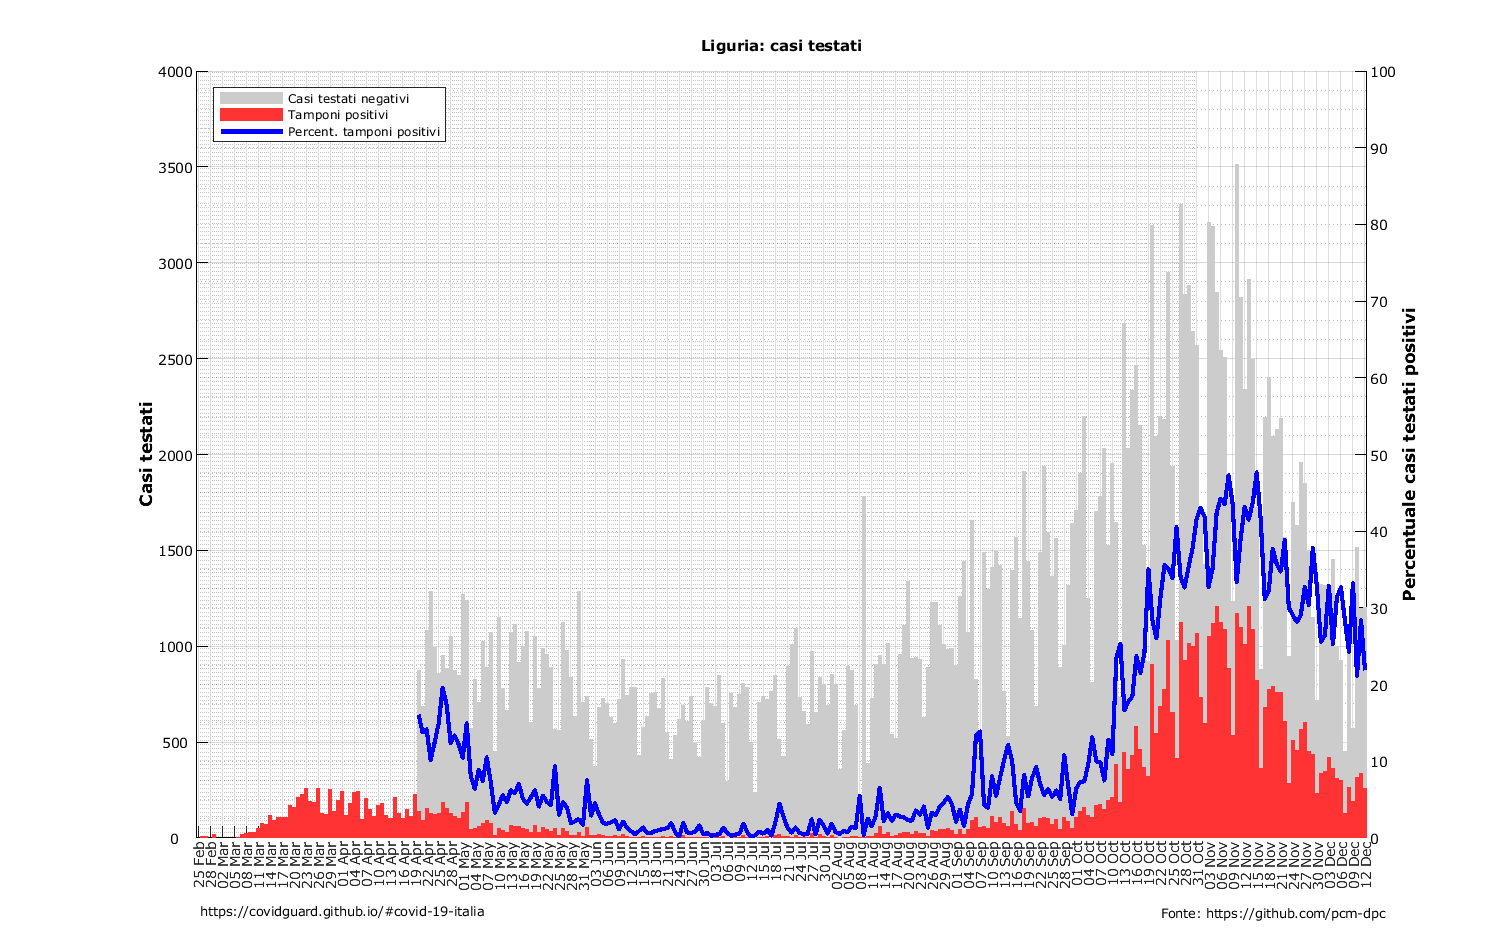 Liguria: casi testati
4000
3500
3000
2500
2000
1500
1000
500
0
Casi testati
Casi testati negativi
Tamponi positivi
Percent. tamponi positivi
100
90
80
70
60
50
40
30
20
10
0
Percentuale casi testati positivi
25 Feb
28 Feb
02 Mar
05 Mar
08 Mar
11 Mar
14 Mar
17 Mar
20 Mar
23 Mar
26 Mar
29 Mar
01 Apr
04 Apr
07 Apr
10 Apr
13 Apr
16 Apr
19 Apr
22 Apr
25 Apr
28 Apr
01 May
04 May
07 May
10 May
13 May
16 May
19 May
22 May
25 May
28 May
31 May
03 Jun
06 Jun
09 Jun
12 Jun
15 Jun
18 Jun
21 Jun
24 Jun
27 Jun
30 Jun
03 Jul
06 Jul
09 Jul
12 Jul
15 Jul
18 Jul
21 Jul
24 Jul
27 Jul
30 Jul
02 Aug
05 Aug
08 Aug
11 Aug
14 Aug
17 Aug
20 Aug
23 Aug
26 Aug
29 Aug
01 Sep
04 Sep
07 Sep
10 Sep
13 Sep
16 Sep
19 Sep
22 Sep
25 Sep
28 Sep
01 Oct
04 Oct
07 Oct
10 Oct
13 Oct
16 Oct
19 Oct
22 Oct
25 Oct
28 Oct
31 Oct
03 Nov
06 Nov
09 Nov
12 Nov
15 Nov
18 Nov
21 Nov
24 Nov
27 Nov
30 Nov
03 Dec
06 Dec
09 Dec
12 Dec
https://covidguard.github.io/#covid-19-italia
Fonte: https://github.com/pcm-dpc